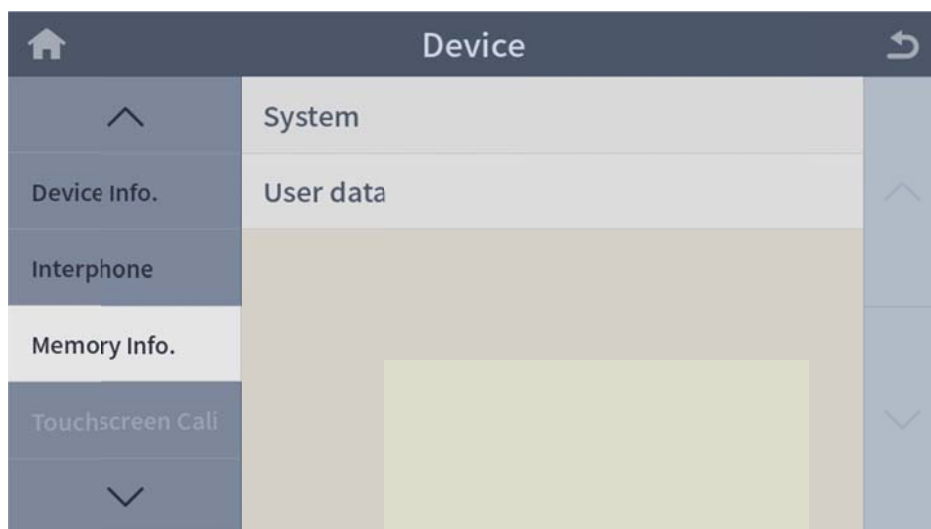 Device
System
User data
Device Info.
Interphone
Memory Info.
Touchscreen Cali